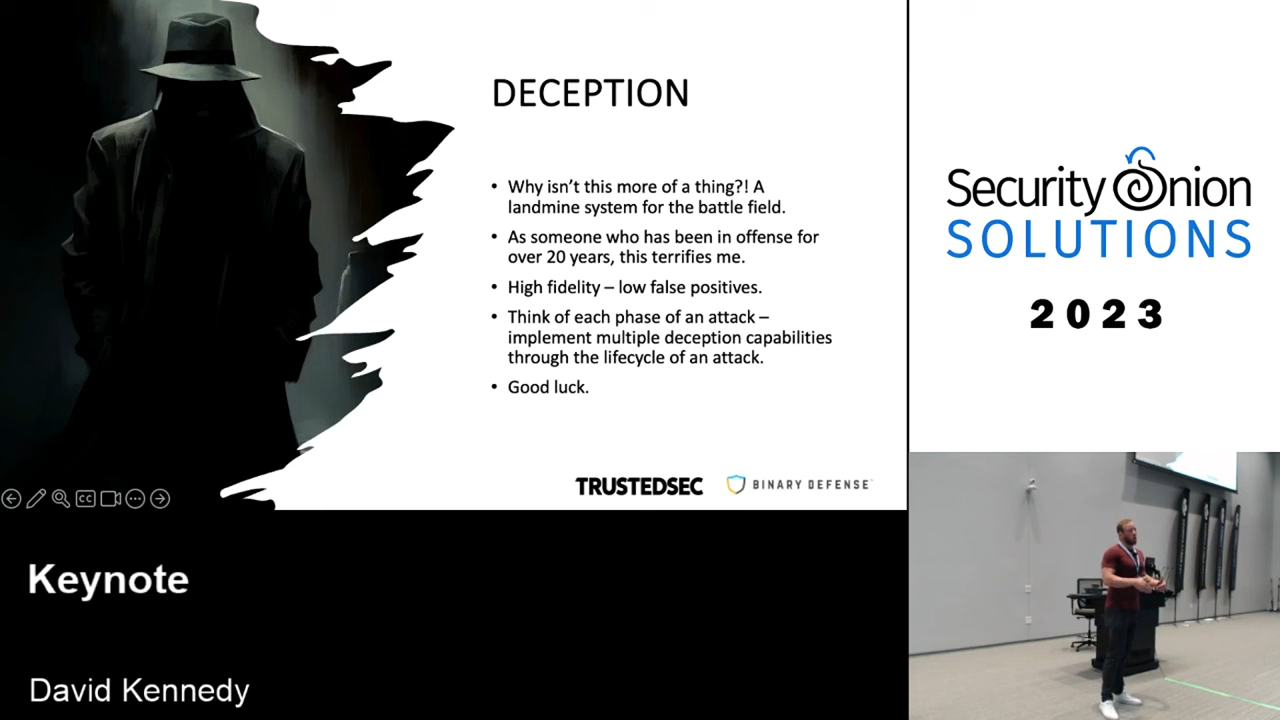 DECEPTION
• Why isn't this more of a thing?! A
landmine system for the battle field.
• As someone who has been in offense for
over 20 years, this terrifies me.
• High fidelity – low false positives.
• Think of each phase of an attack –
implement multiple deception capabilities
through the lifecycle of an attack.
• Good luck.
TRUSTEDSEC
BINARY DEFENSE
CC
Security Onion
SOLUTIONS
2023
Keynote
David Kennedy